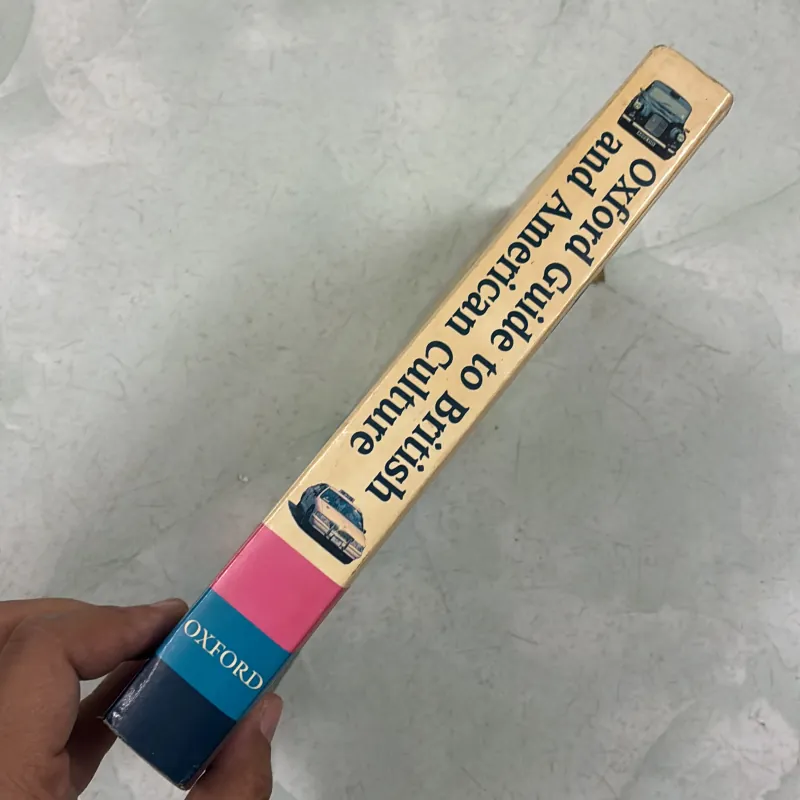 Oxford Guide to British
and American Culture
OXFORD